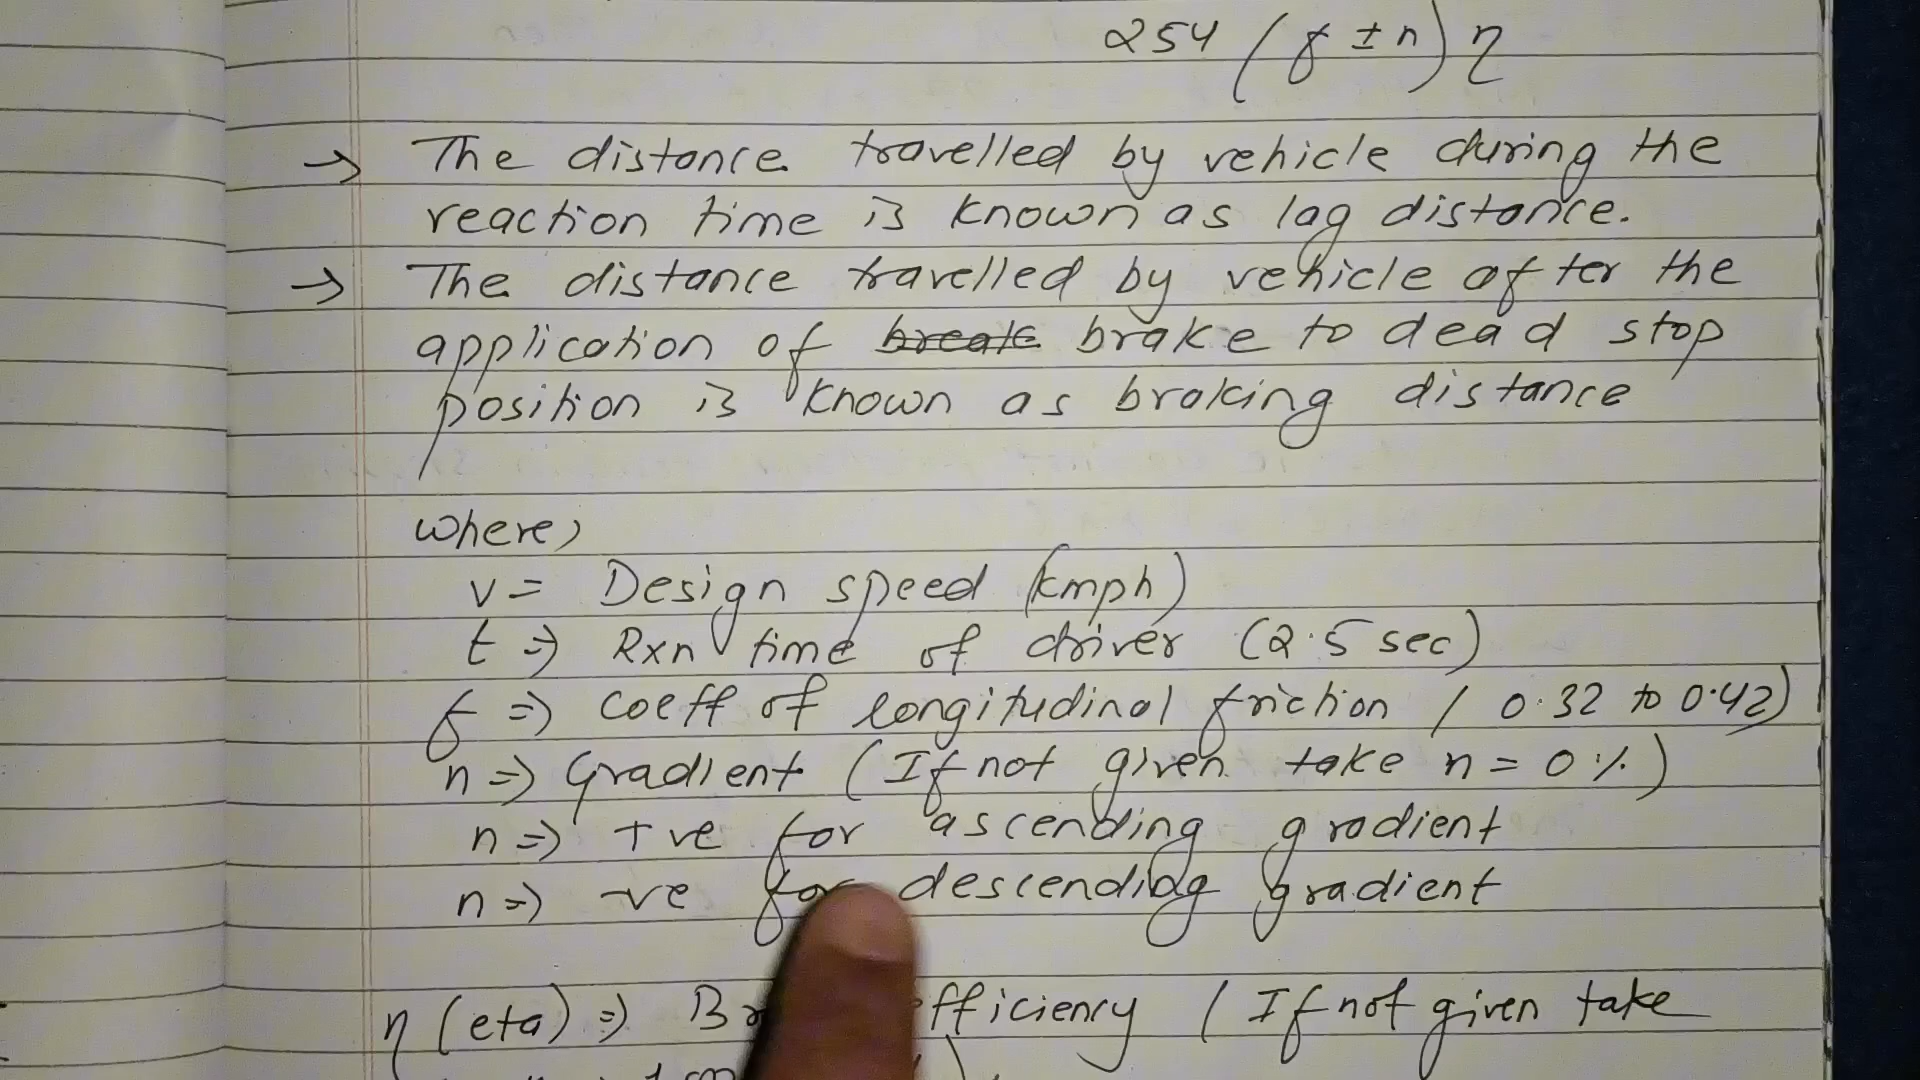 254 (f ± n) η
→ The distance travelled by vehicle during the
reaction time is known as lag distance.
→ The distance travelled by vehicle after the
application of break brake to dead stop
position is known as braking distance
where,
v = Design speed (kmph)
t => Rxn time of driver (2.5 sec)
f => coeff of longitudinal friction / 0.32 to 0.42)
n => Gradient (If not given take n = 0 %)
n => +ve for ascending gradient
n => -ve for descending gradient
η (eta) => efficiency (If not given take